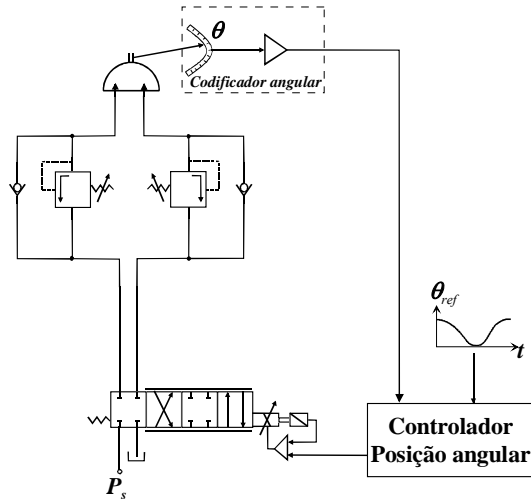 θ
Codificador angular
θref
t
Controlador
Posição angular
Ps